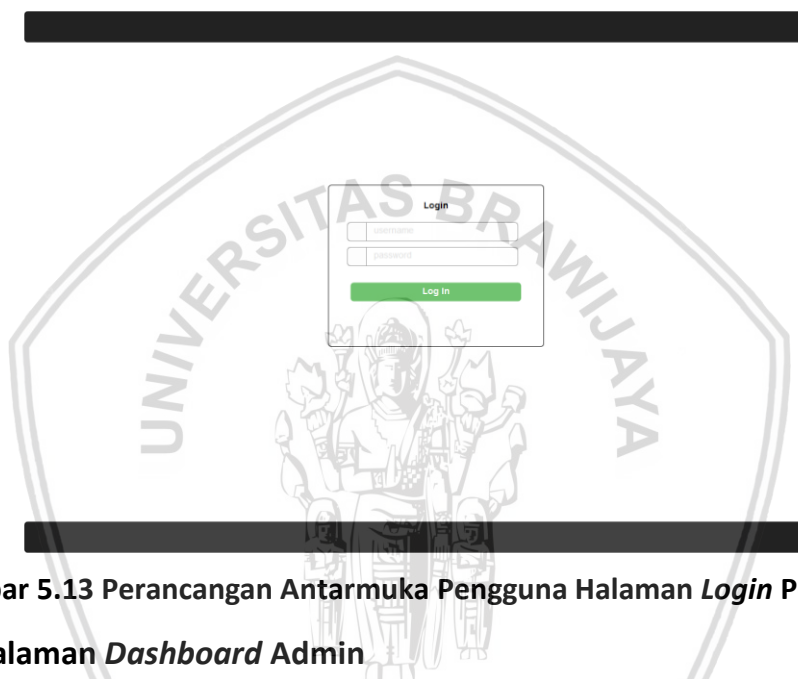 UNIVERSITAS BRAWIJAYA
Login
username
password
Log In
bar 5.13 Perancangan Antarmuka Pengguna Halaman Login P
alaman Dashboard Admin